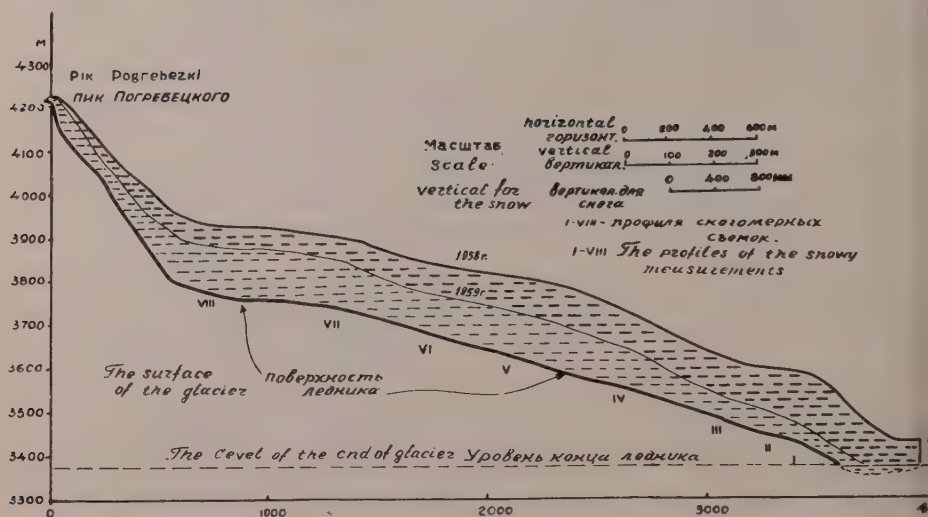 м
4300
4200
4100
4000
3900
3800
3700
3600
3500
3400
3300
Pik Pogrebezki
пик Погребецкого
Масштаб
Scale
horizontal
горизонт.
0 200 400 600 м
vertical
вертикал.
0 100 200 300 м
vertical for
the snow
вертикал. для
снега
0 400 800 мм
I-VIII - профиля снегомерных
съемок.
I-VIII The profiles of the snowy
meusurements
1958 г.
1959 г
VIII
VII
VI
V
IV
III
II
I
The surface
of the glacier
поверхность
ледника
The Cevel of the end of glacier Уровень конци ледника
0 1000 2000 3000